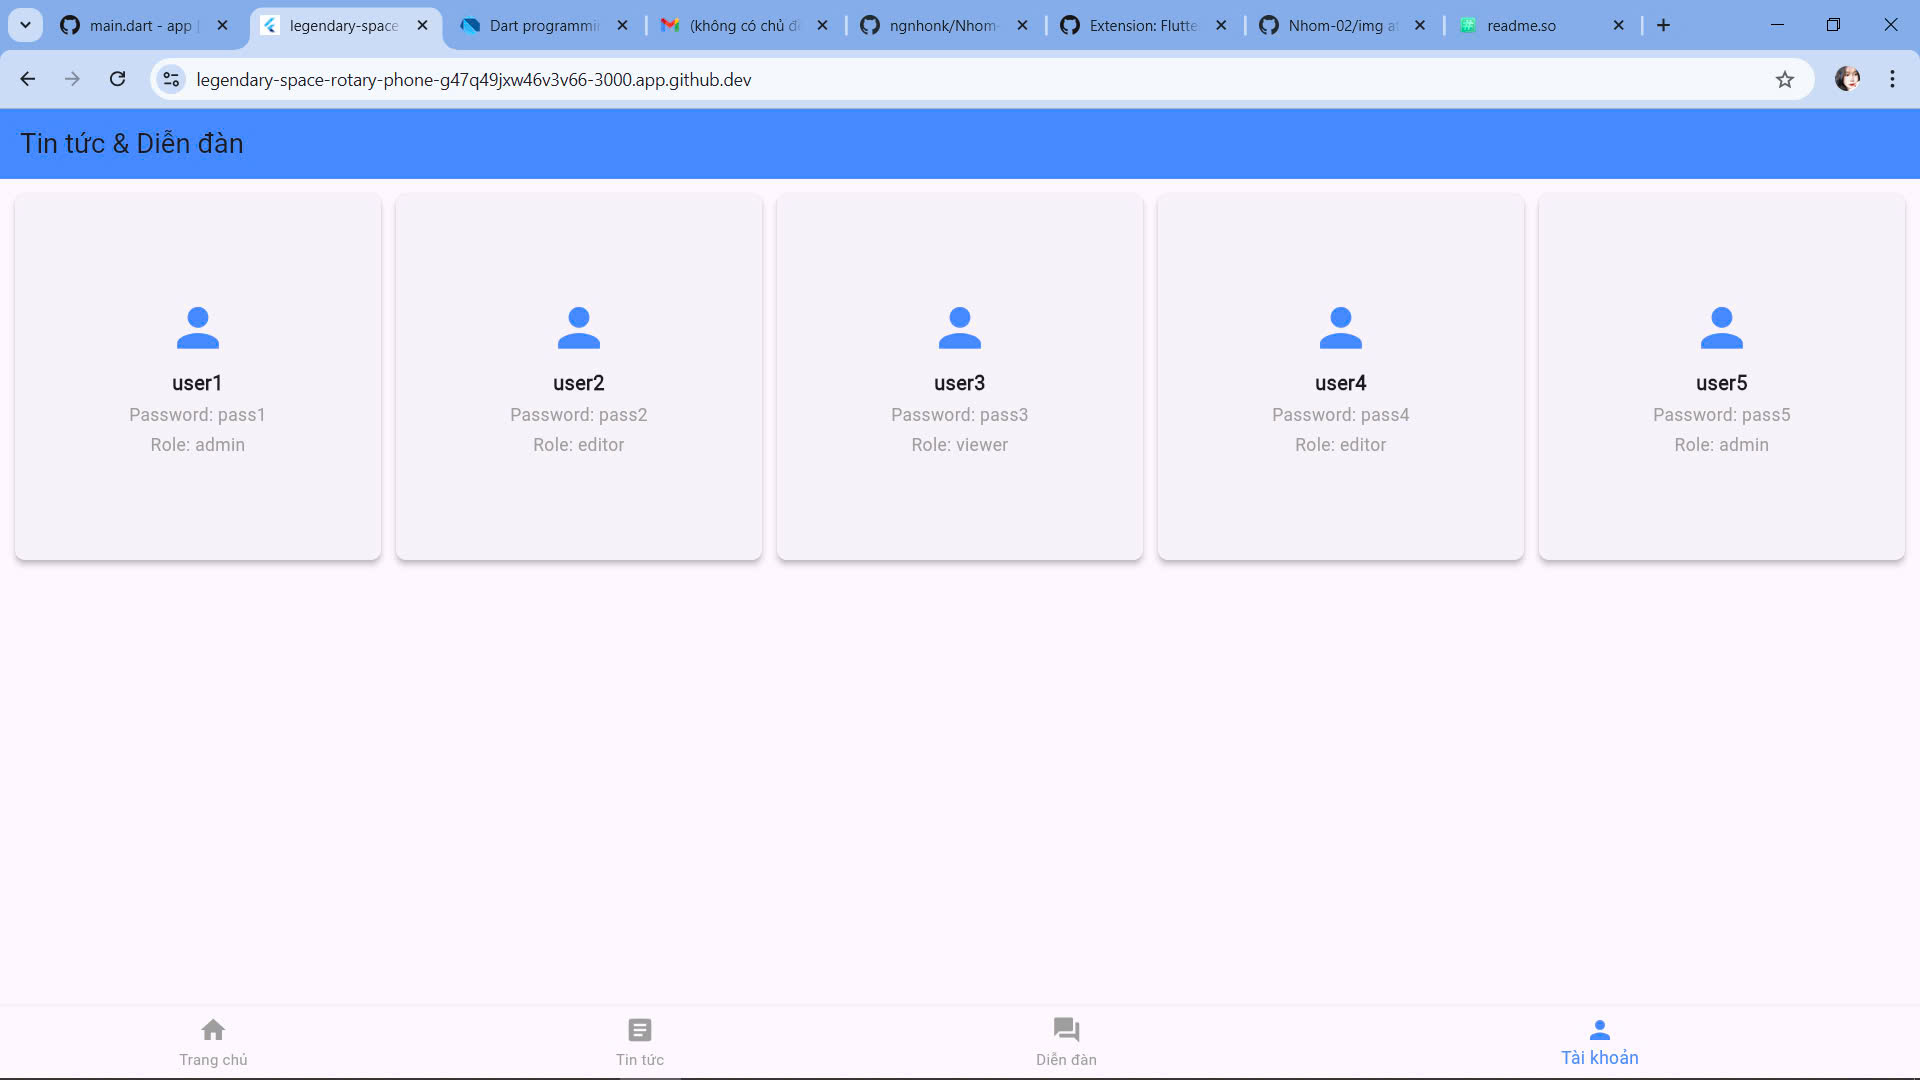 main.dart - app
legendary-space
Dart programmin
(không có chủ đề
ngnhonk/Nhom-
Extension: Flutte
Nhom-02/img at
readme.so
legendary-space-rotary-phone-g47q49jxw46v3v66-3000.app.github.dev
Tin tức & Diễn đàn
user1
Password: pass1
Role: admin
user2
Password: pass2
Role: editor
user3
Password: pass3
Role: viewer
user4
Password: pass4
Role: editor
user5
Password: pass5
Role: admin
Trang chủ
Tin tức
Diễn đàn
Tài khoản